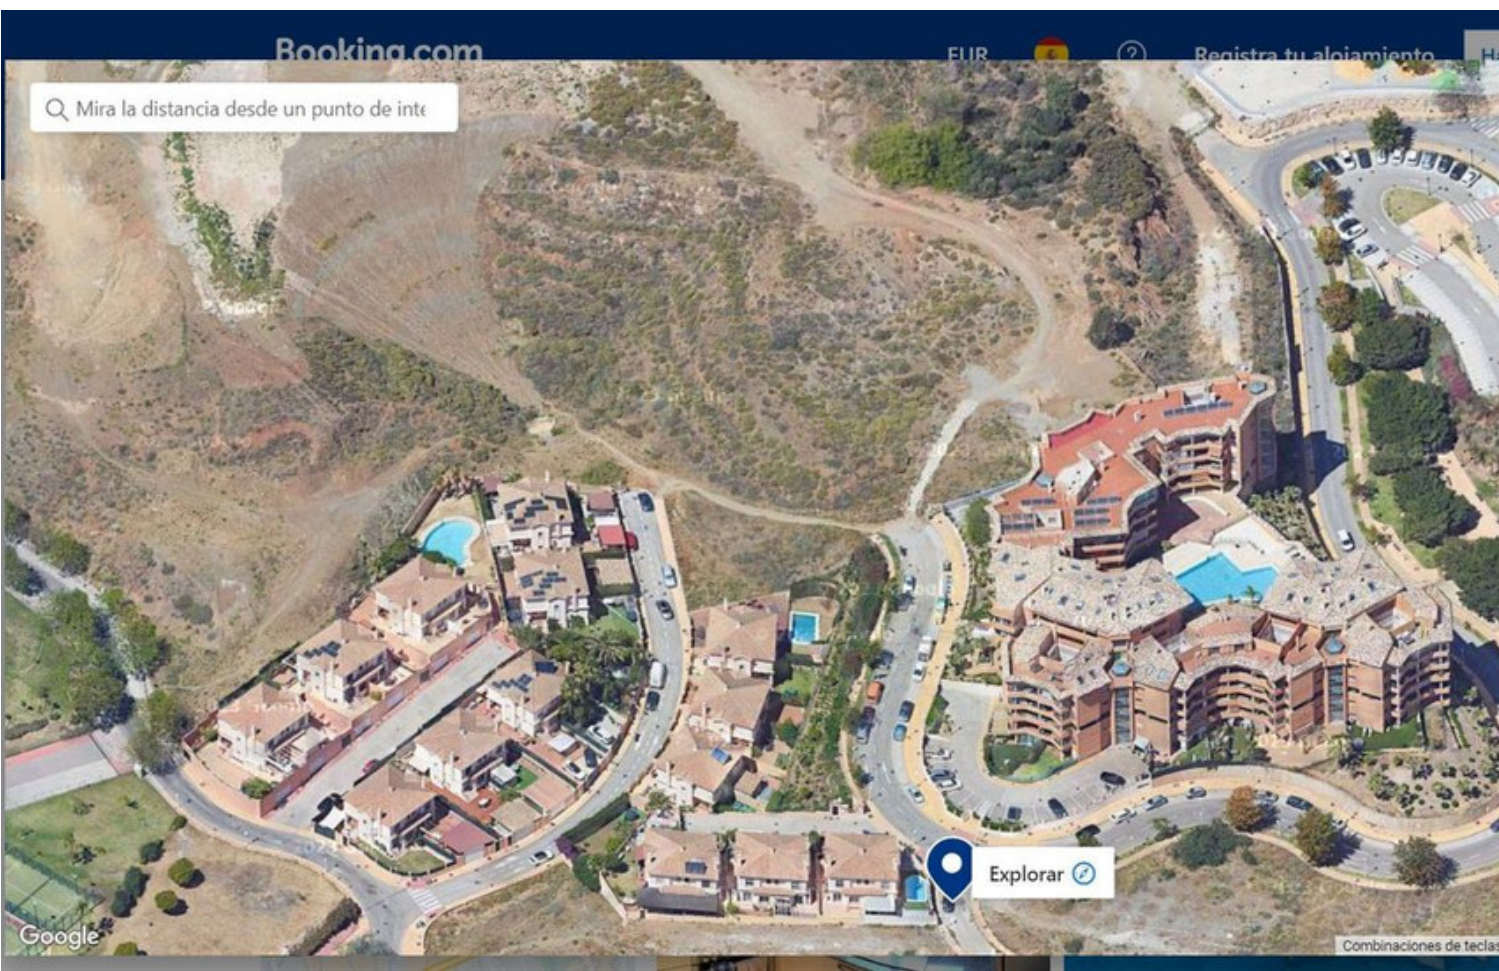 Booking.com
EUR
Registra tu alojamiento
Mira la distancia desde un punto de inte
Explorar
Google
Combinaciones de teclas